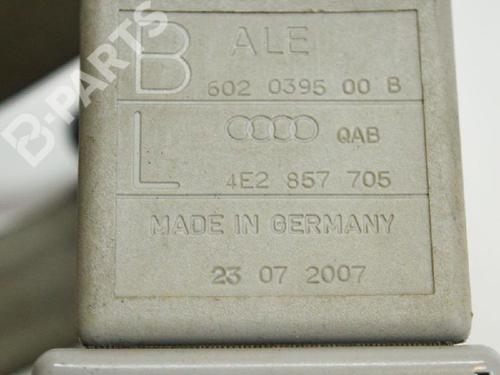 B ALE
602 0395 00 B
L QAB
4E2 857 705
MADE IN GERMANY
23 07 2007
B-PARTS